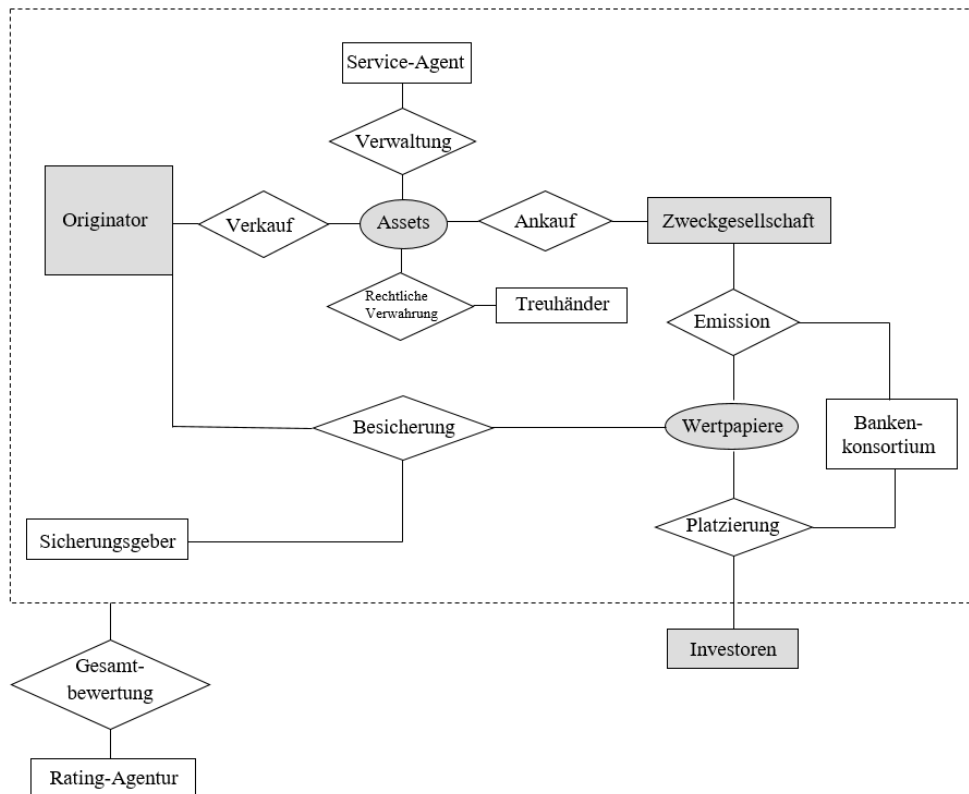 Service-Agent
Verwaltung
Originator
Verkauf
Assets
Ankauf
Zweckgesellschaft
Rechtliche
Verwahrung
Treuhänder
Emission
Besicherung
Wertpapiere
Banken-
konsortium
Platzierung
Sicherungsgeber
Investoren
Gesamt-
bewertung
Rating-Agentur